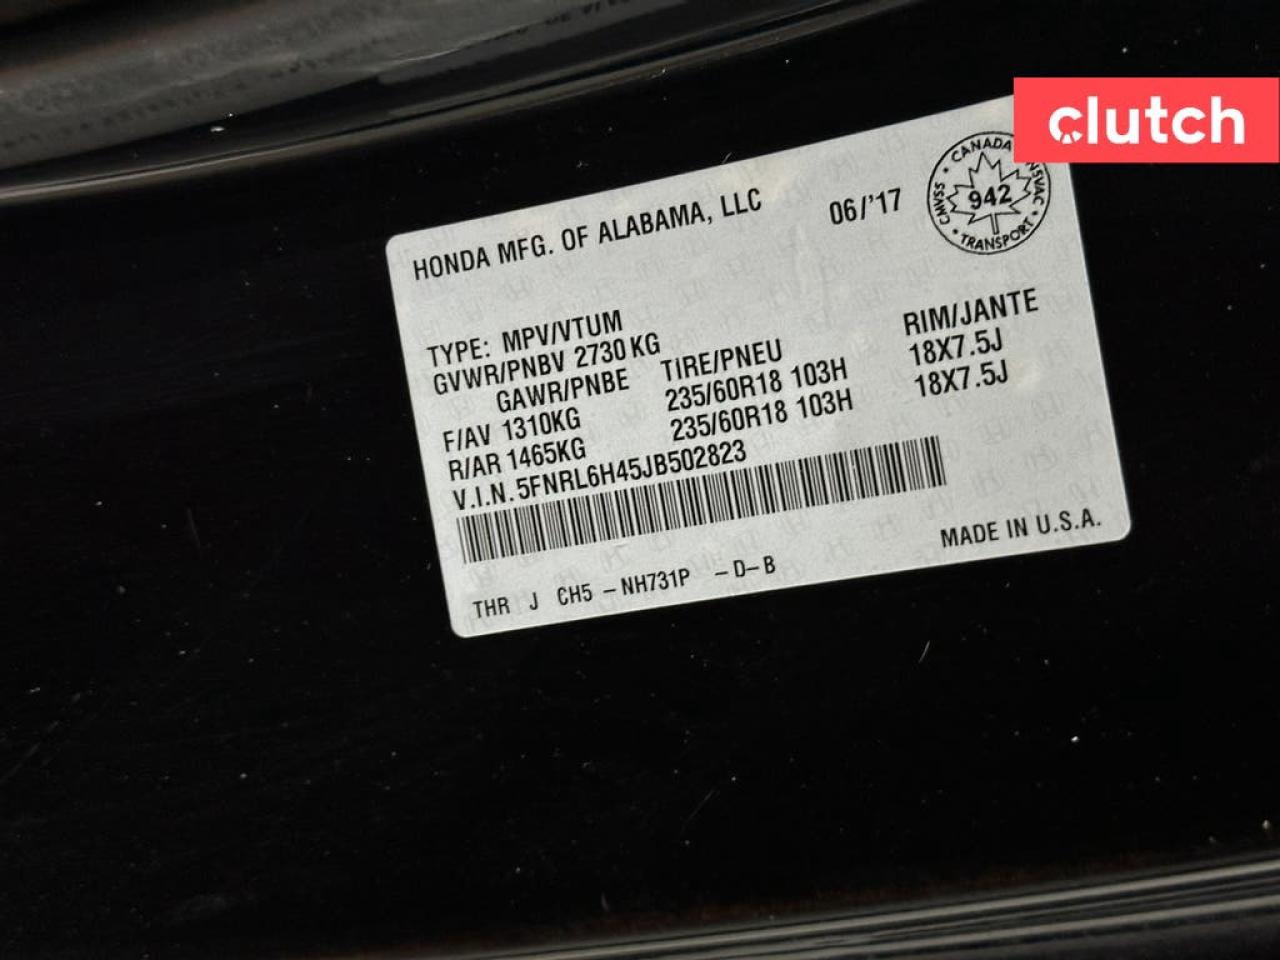 clutch
HONDA MFG. OF ALABAMA, LLC 06/'17
CANADA
CMVSS
942
NSVAC
TRANSPORT
TYPE: MPV/VTUM
GVWR/PNBV 2730 KG
GAWR/PNBE TIRE/PNEU RIM/JANTE
F/AV 1310KG 235/60R18 103H 18X7.5J
R/AR 1465KG 235/60R18 103H 18X7.5J
V.I.N. 5FNRL6H45JB502823
MADE IN U.S.A.
THR J CH5 - NH731P - D - B